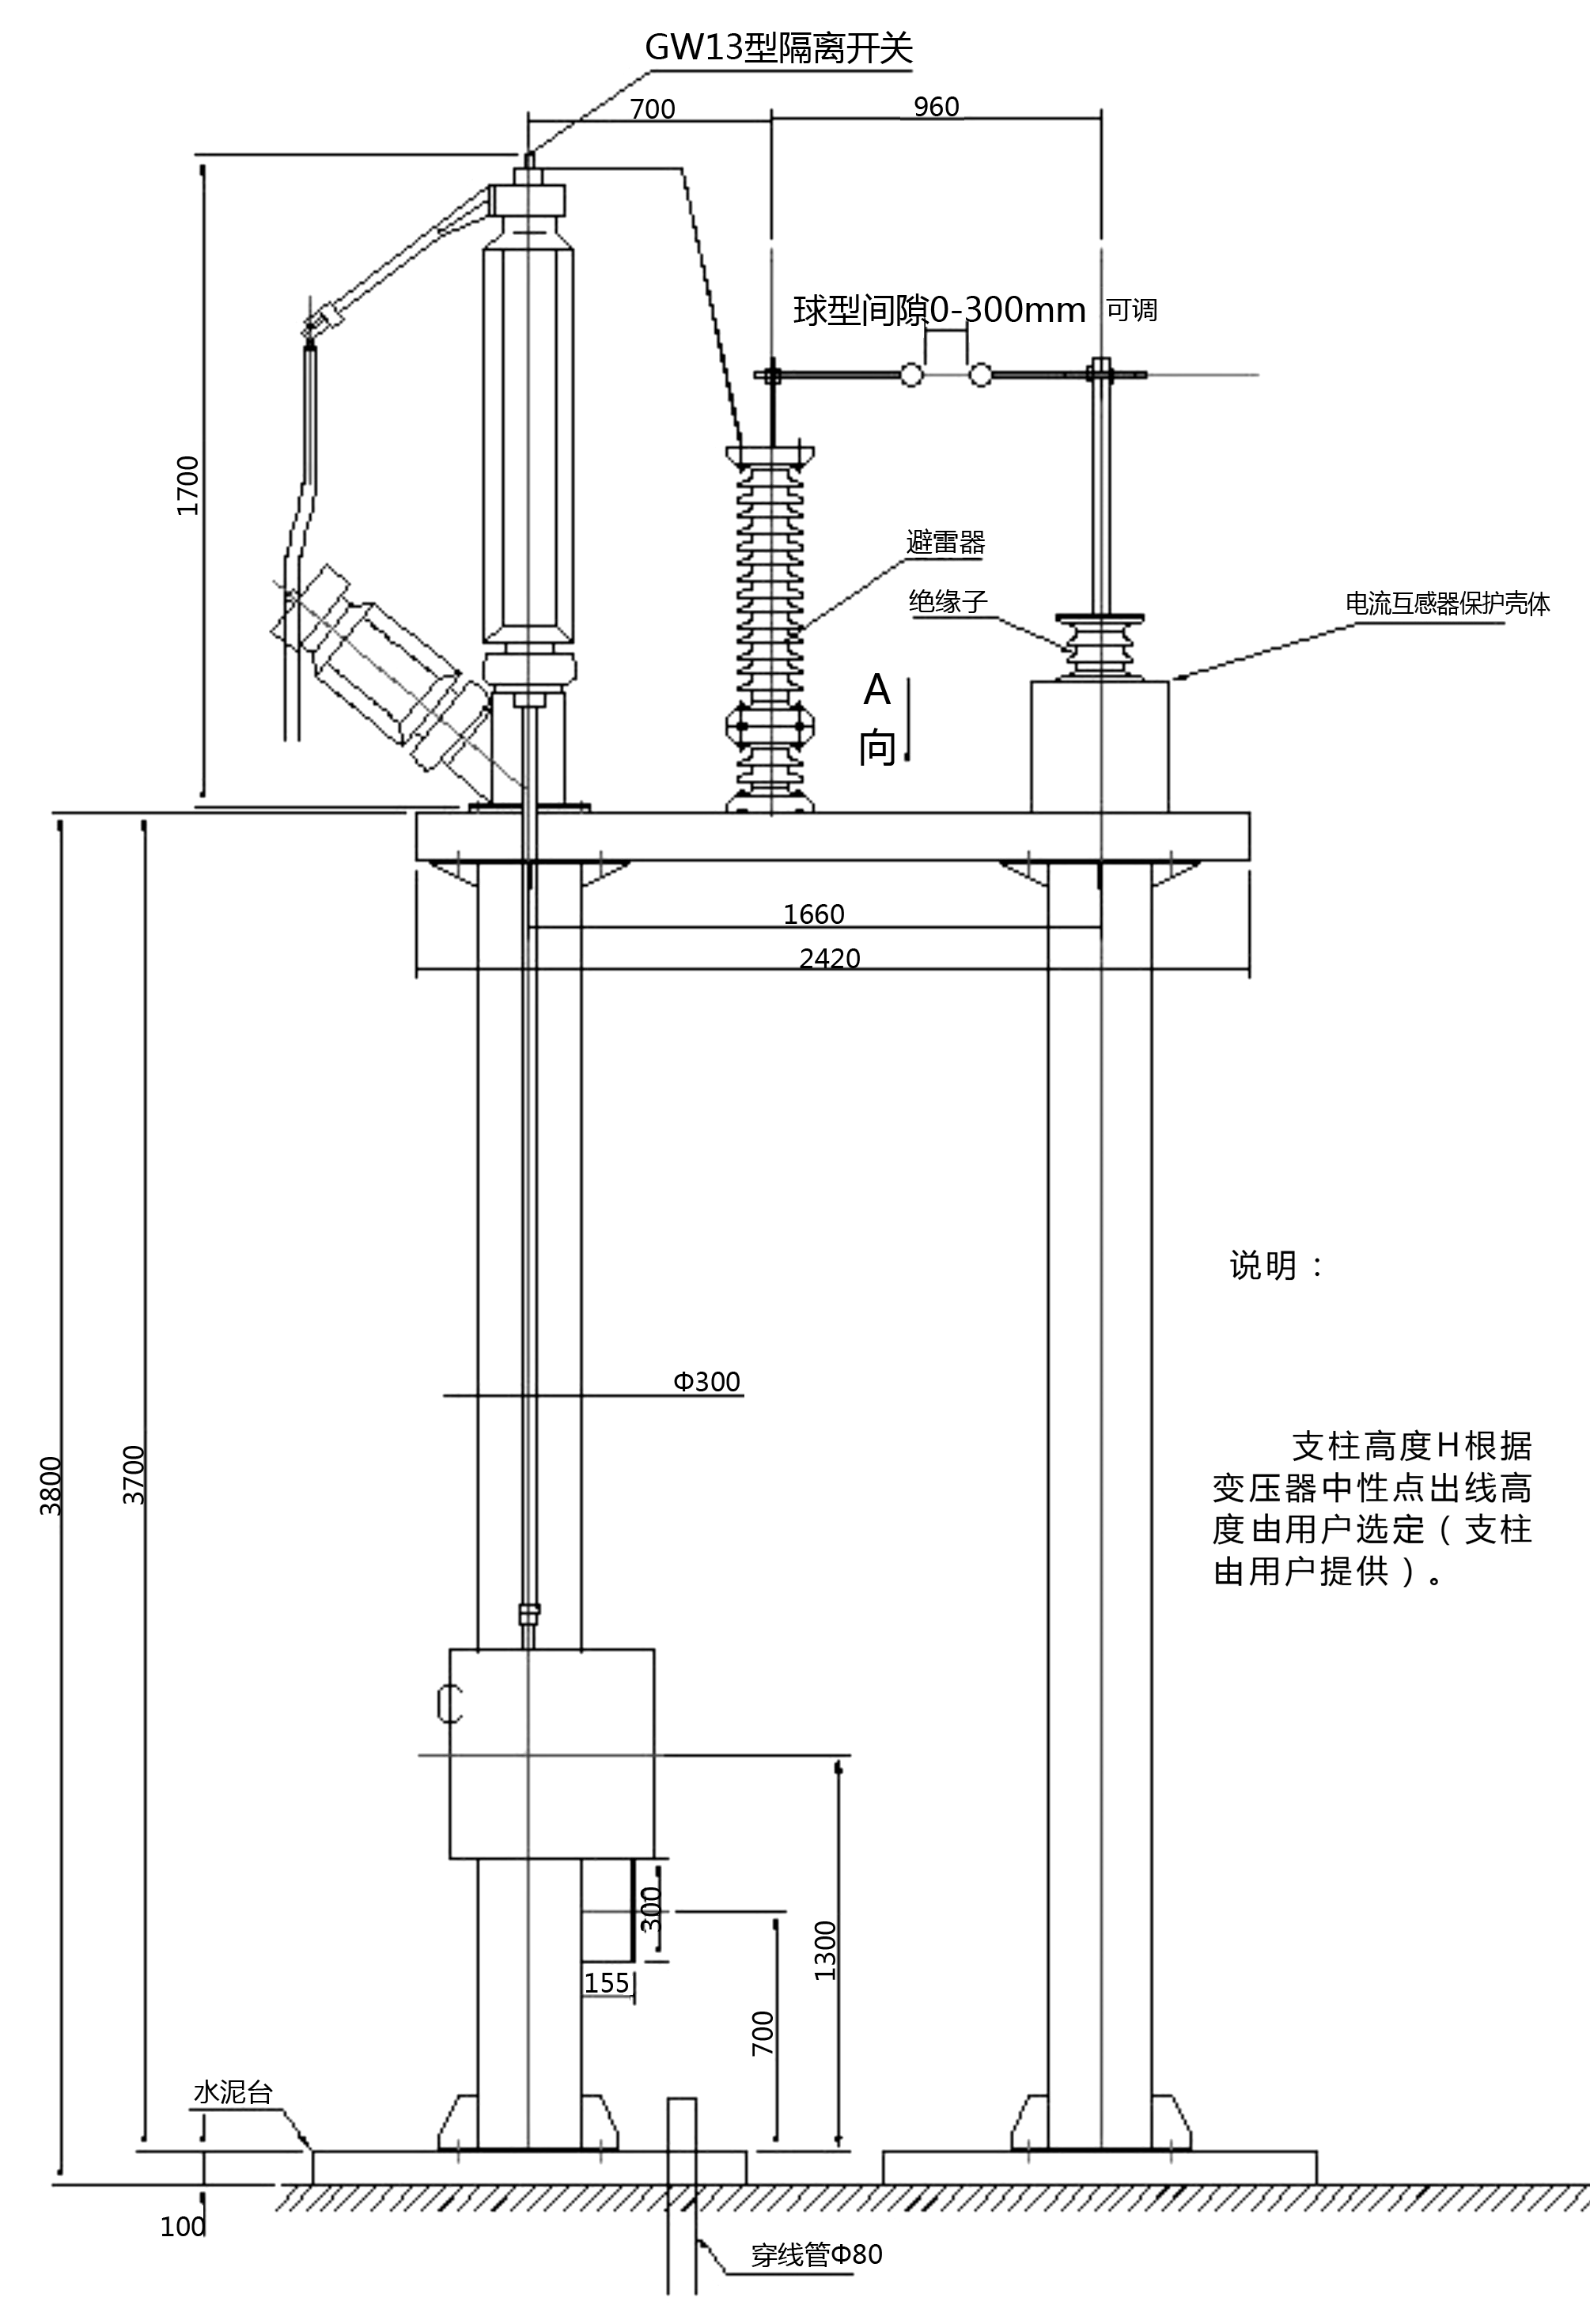 GW13型隔离开关
700
960
球型间隙0-300mm 可调
1700
避雷器
绝缘子
电流互感器保护壳体
A
向
1660
2420
说明：
Φ300
支柱高度H根据
变压器中性点出线高
度由用户选定（支柱
由用户提供）。
3800
3700
300
155
1300
700
水泥台
100
穿线管Φ80